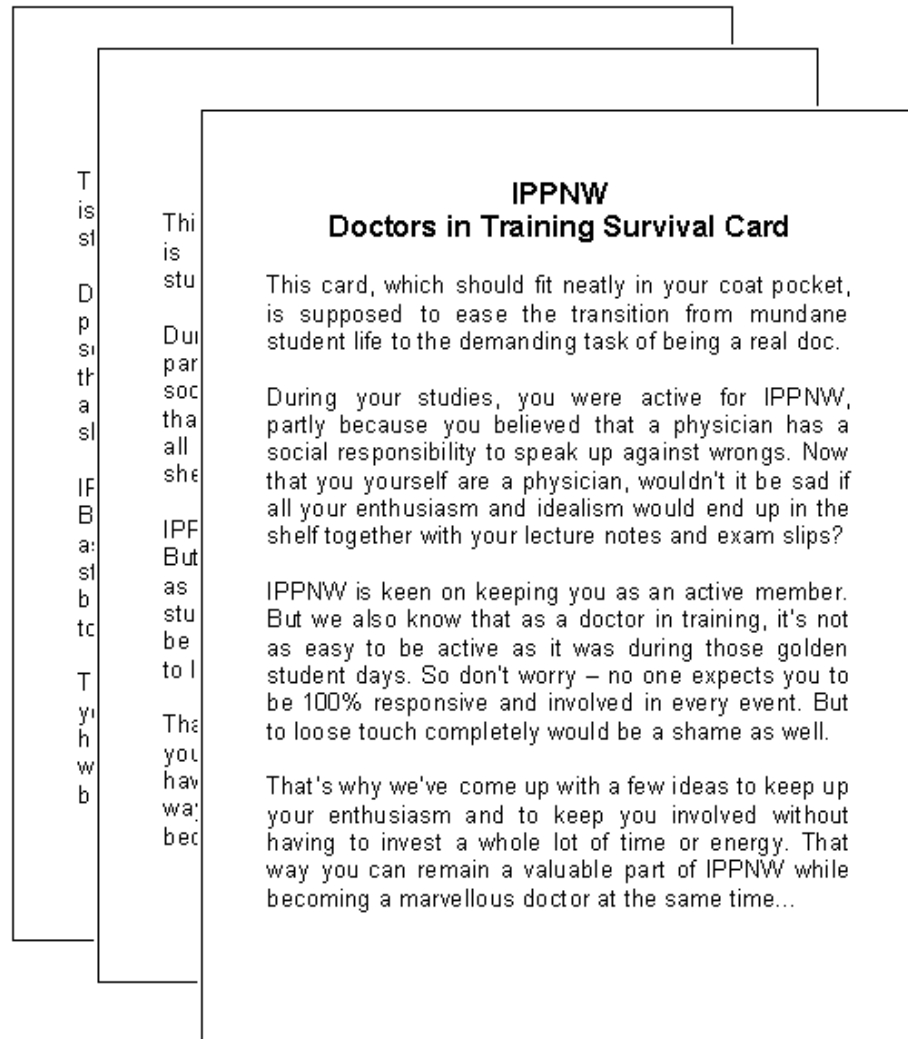 IPPNW
Doctors in Training Survival Card
This card, which should fit neatly in your coat pocket,
is supposed to ease the transition from mundane
student life to the demanding task of being a real doc.
During your studies, you were active for IPPNW,
partly because you believed that a physician has a
social responsibility to speak up against wrongs. Now
that you yourself are a physician, wouldn't it be sad if
all your enthusiasm and idealism would end up in the
shelf together with your lecture notes and exam slips?
IPPNW is keen on keeping you as an active member.
But we also know that as a doctor in training, it's not
as easy to be active as it was during those golden
student days. So don't worry – no one expects you to
be 100% responsive and involved in every event. But
to loose touch completely would be a shame as well.
That's why we've come up with a few ideas to keep up
your enthusiasm and to keep you involved without
having to invest a whole lot of time or energy. That
way you can remain a valuable part of IPPNW while
becoming a marvellous doctor at the same time...